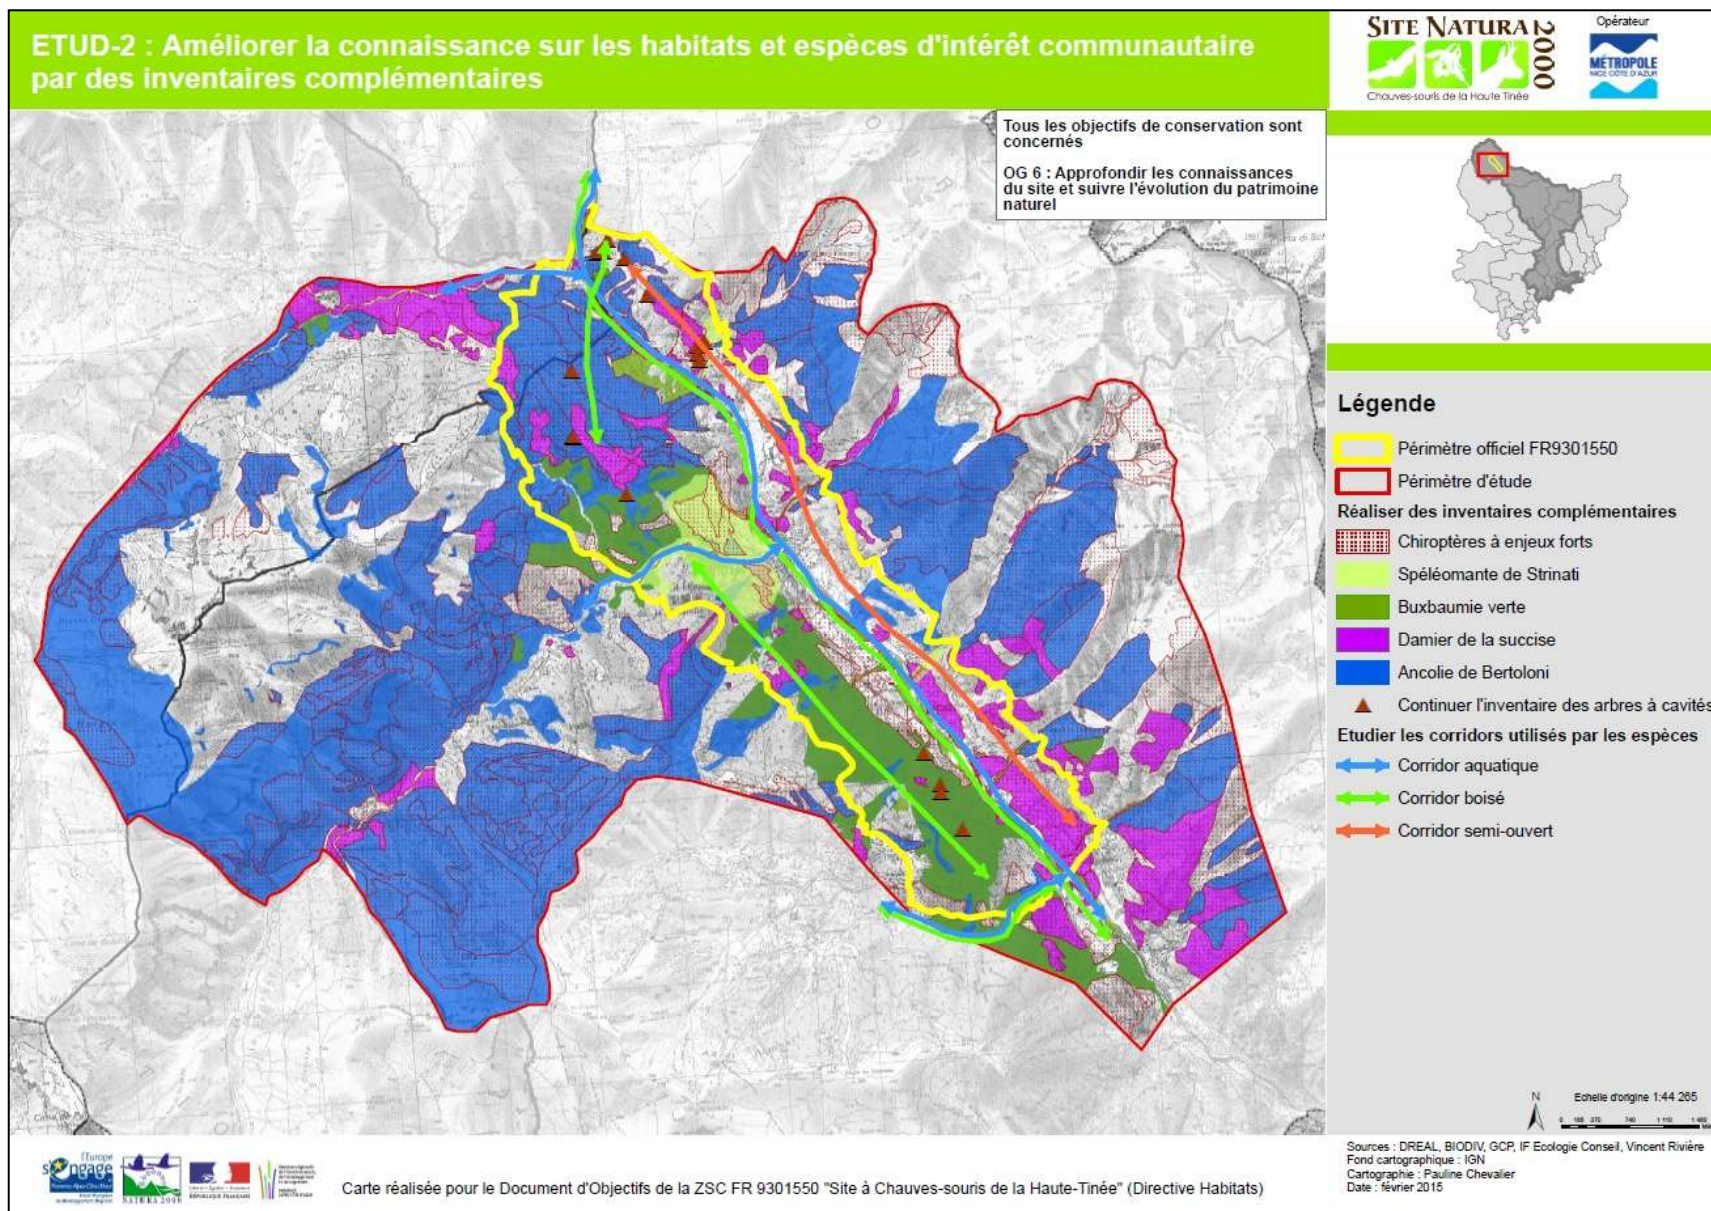 ETUD-2 : Améliorer la connaissance sur les habitats et espèces d'intérêt communautaire
par des inventaires complémentaires
SITE NATURA 2000
Chauves-souris de la Haute Tinée
Opérateur
MÉTROPOLE
NICE CÔTE D'AZUR
Tous les objectifs de conservation sont
concernés
OG 6 : Approfondir les connaissances
du site et suivre l'évolution du patrimoine
naturel
Légende
Périmètre officiel FR9301550
Périmètre d'étude
Réaliser des inventaires complémentaires
Chiroptères à enjeux forts
Spéléomante de Strinati
Buxbaumie verte
Damier de la succise
Ancolie de Bertoloni
Continuer l'inventaire des arbres à cavités
Etudier les corridors utilisés par les espèces
Corridor aquatique
Corridor boisé
Corridor semi-ouvert
N
Echelle d'origine 1:44 265
Sources : DREAL, BIODIV, GCP, IF Ecologie Conseil, Vincent Rivière
Fond cartographique : IGN
Cartographie : Pauline Chevalier
Date : février 2015
l'Europe
s'engage
NATURA 2000
RÉPUBLIQUE FRANÇAISE
Carte réalisée pour le Document d'Objectifs de la ZSC FR 9301550 "Site à Chauves-souris de la Haute-Tinée" (Directive Habitats)